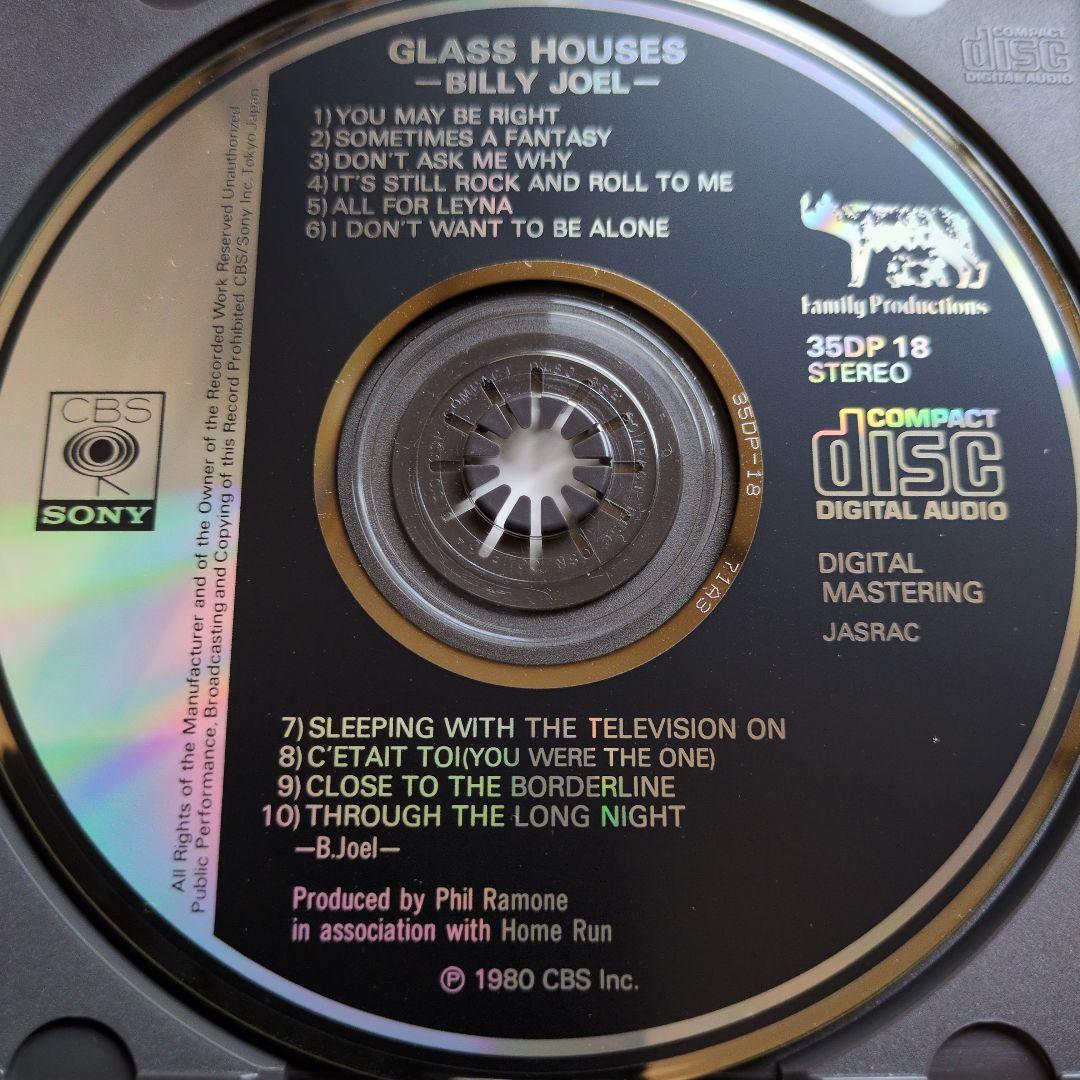 GLASS HOUSES
—BILLY JOEL—
1) YOU MAY BE RIGHT
2) SOMETIMES A FANTASY
3) DON'T ASK ME WHY
4) IT'S STILL ROCK AND ROLL TO ME
5) ALL FOR LEYNA
6) I DON'T WANT TO BE ALONE
COMPACT
disc
DIGITAL AUDIO
Family Productions
35DP 18
STEREO
COMPACT
disc
DIGITAL AUDIO
DIGITAL
MASTERING
JASRAC
CBS
SONY
All Rights of the Manufacturer and of the Owner of the Recorded Work Reserved Unauthorized
Public Performance, Broadcasting and Copying of this Record Prohibited CBS/Sony Inc. Tokyo Japan
35DP-18
71A3
7) SLEEPING WITH THE TELEVISION ON
8) C'ETAIT TOI(YOU WERE THE ONE)
9) CLOSE TO THE BORDERLINE
10) THROUGH THE LONG NIGHT
—B.Joel—
Produced by Phil Ramone
in association with Home Run
℗ 1980 CBS Inc.